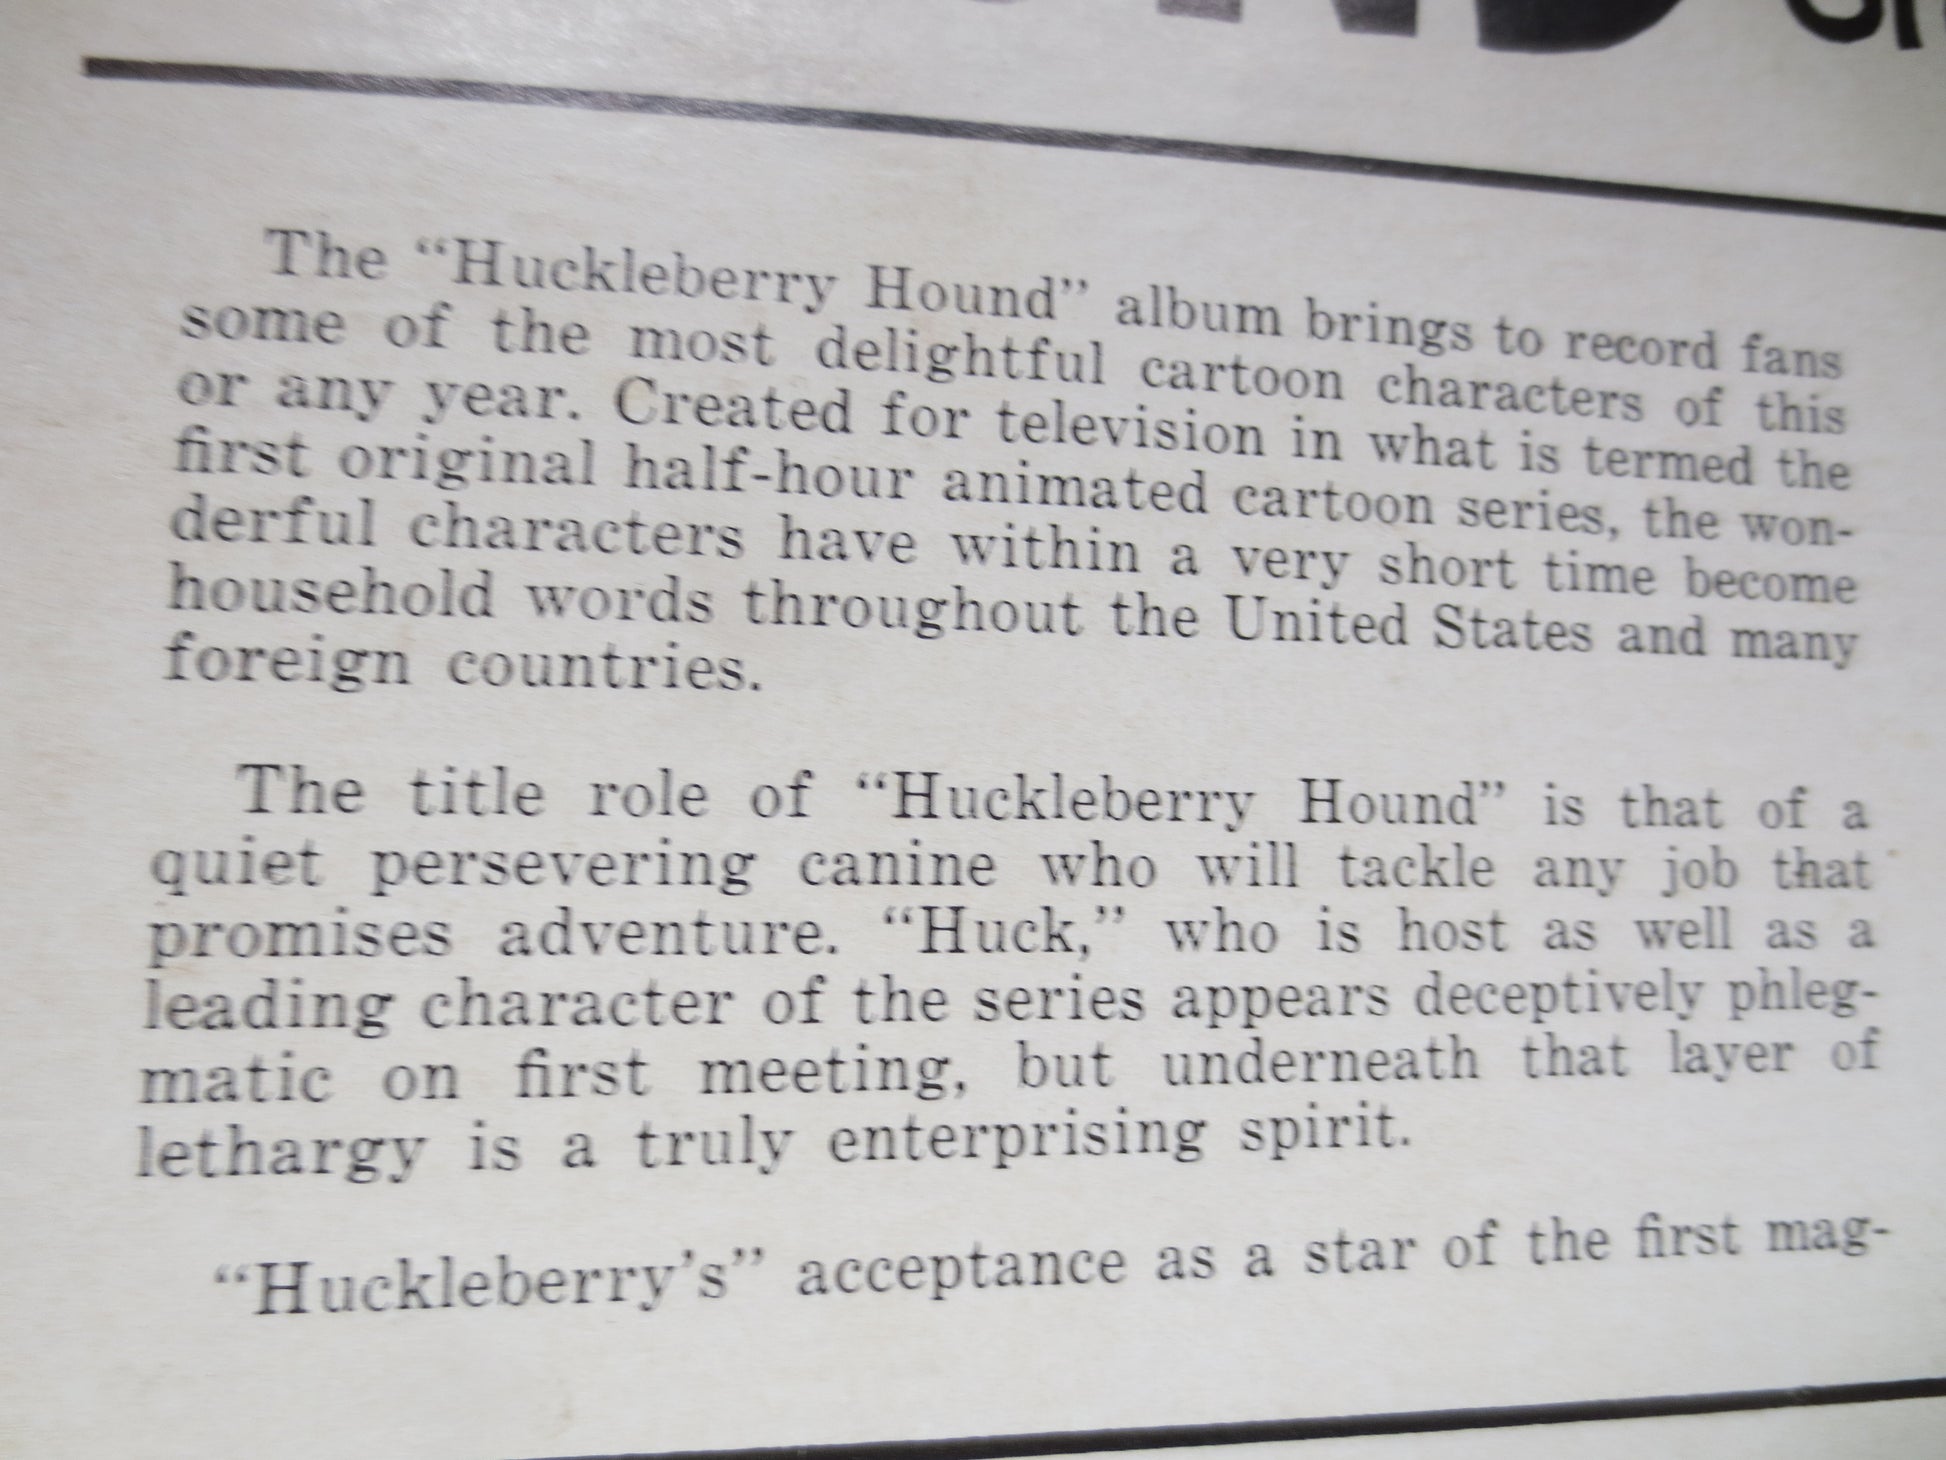 The “Huckleberry Hound” album brings to record fans
some of the most delightful cartoon characters of this
or any year. Created for television in what is termed the
first original half-hour animated cartoon series, the won-
derful characters have within a very short time become
household words throughout the United States and many
foreign countries.
The title role of “Huckleberry Hound” is that of a
quiet persevering canine who will tackle any job that
promises adventure. “Huck,” who is host as well as a
leading character of the series appears deceptively phleg-
matic on first meeting, but underneath that layer of
lethargy is a truly enterprising spirit.
“Huckleberry’s” acceptance as a star of the first mag-